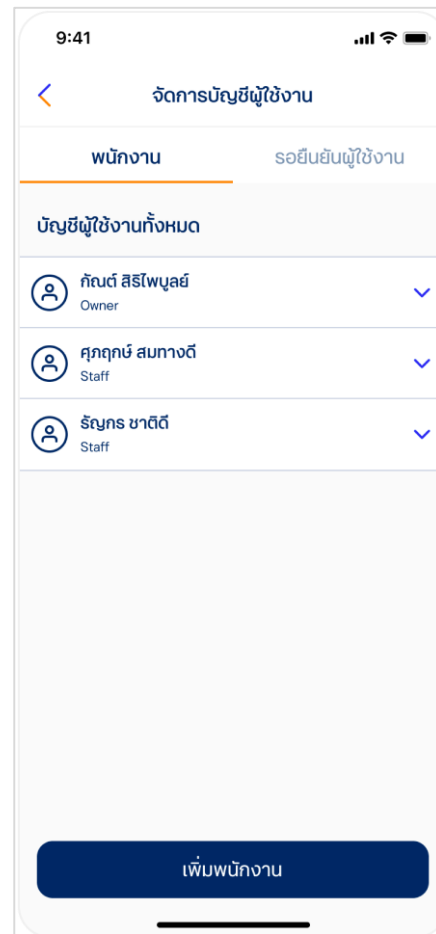 9:41
จัดการบัญชีผู้ใช้งาน
พนักงาน
รอยืนยันผู้ใช้งาน
บัญชีผู้ใช้งานทั้งหมด
กัณต์ สิริไพบูลย์
Owner
ศุภฤกษ์ สมทางดี
Staff
ธัญกร ชาติดี
Staff
เพิ่มพนักงาน